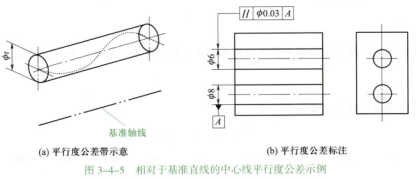 φt
基准轴线
(a) 平行度公差带示意
// φ0.03 A
φ6
φ8
A
(b) 平行度公差标注
图 3-4-5 相对于基准直线的中心线平行度公差示例